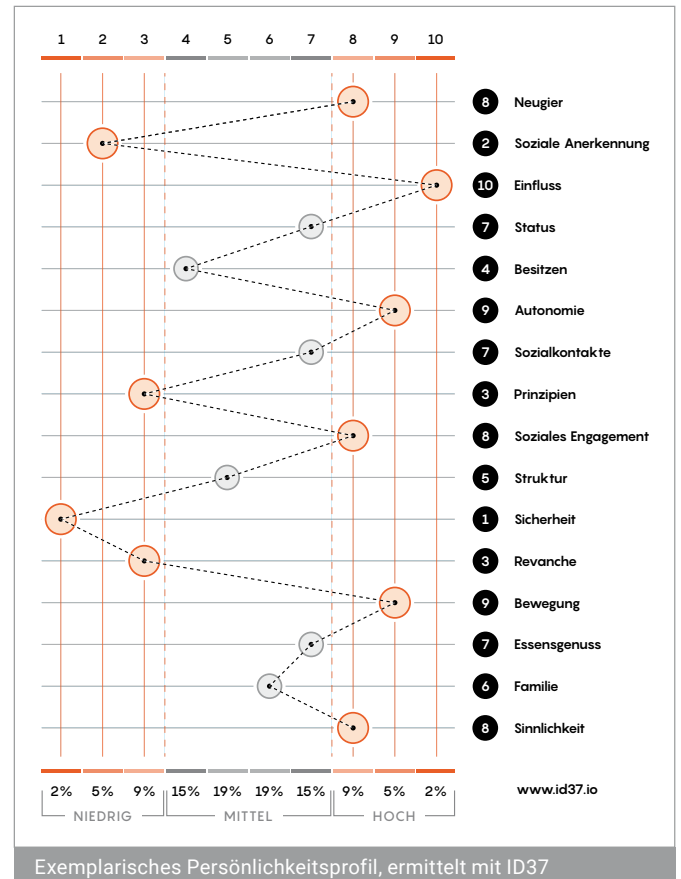 1 2 3 4 5 6 7 8 9 10
8 Neugier
2 Soziale Anerkennung
10 Einfluss
7 Status
4 Besitzen
9 Autonomie
7 Sozialkontakte
3 Prinzipien
8 Soziales Engagement
5 Struktur
1 Sicherheit
3 Revanche
9 Bewegung
7 Essensgenuss
6 Familie
8 Sinnlichkeit
2% 5% 9% 15% 19% 19% 15% 9% 5% 2% www.id37.io
NIEDRIG MITTEL HOCH
Exemplarisches Persönlichkeitsprofil, ermittelt mit ID37